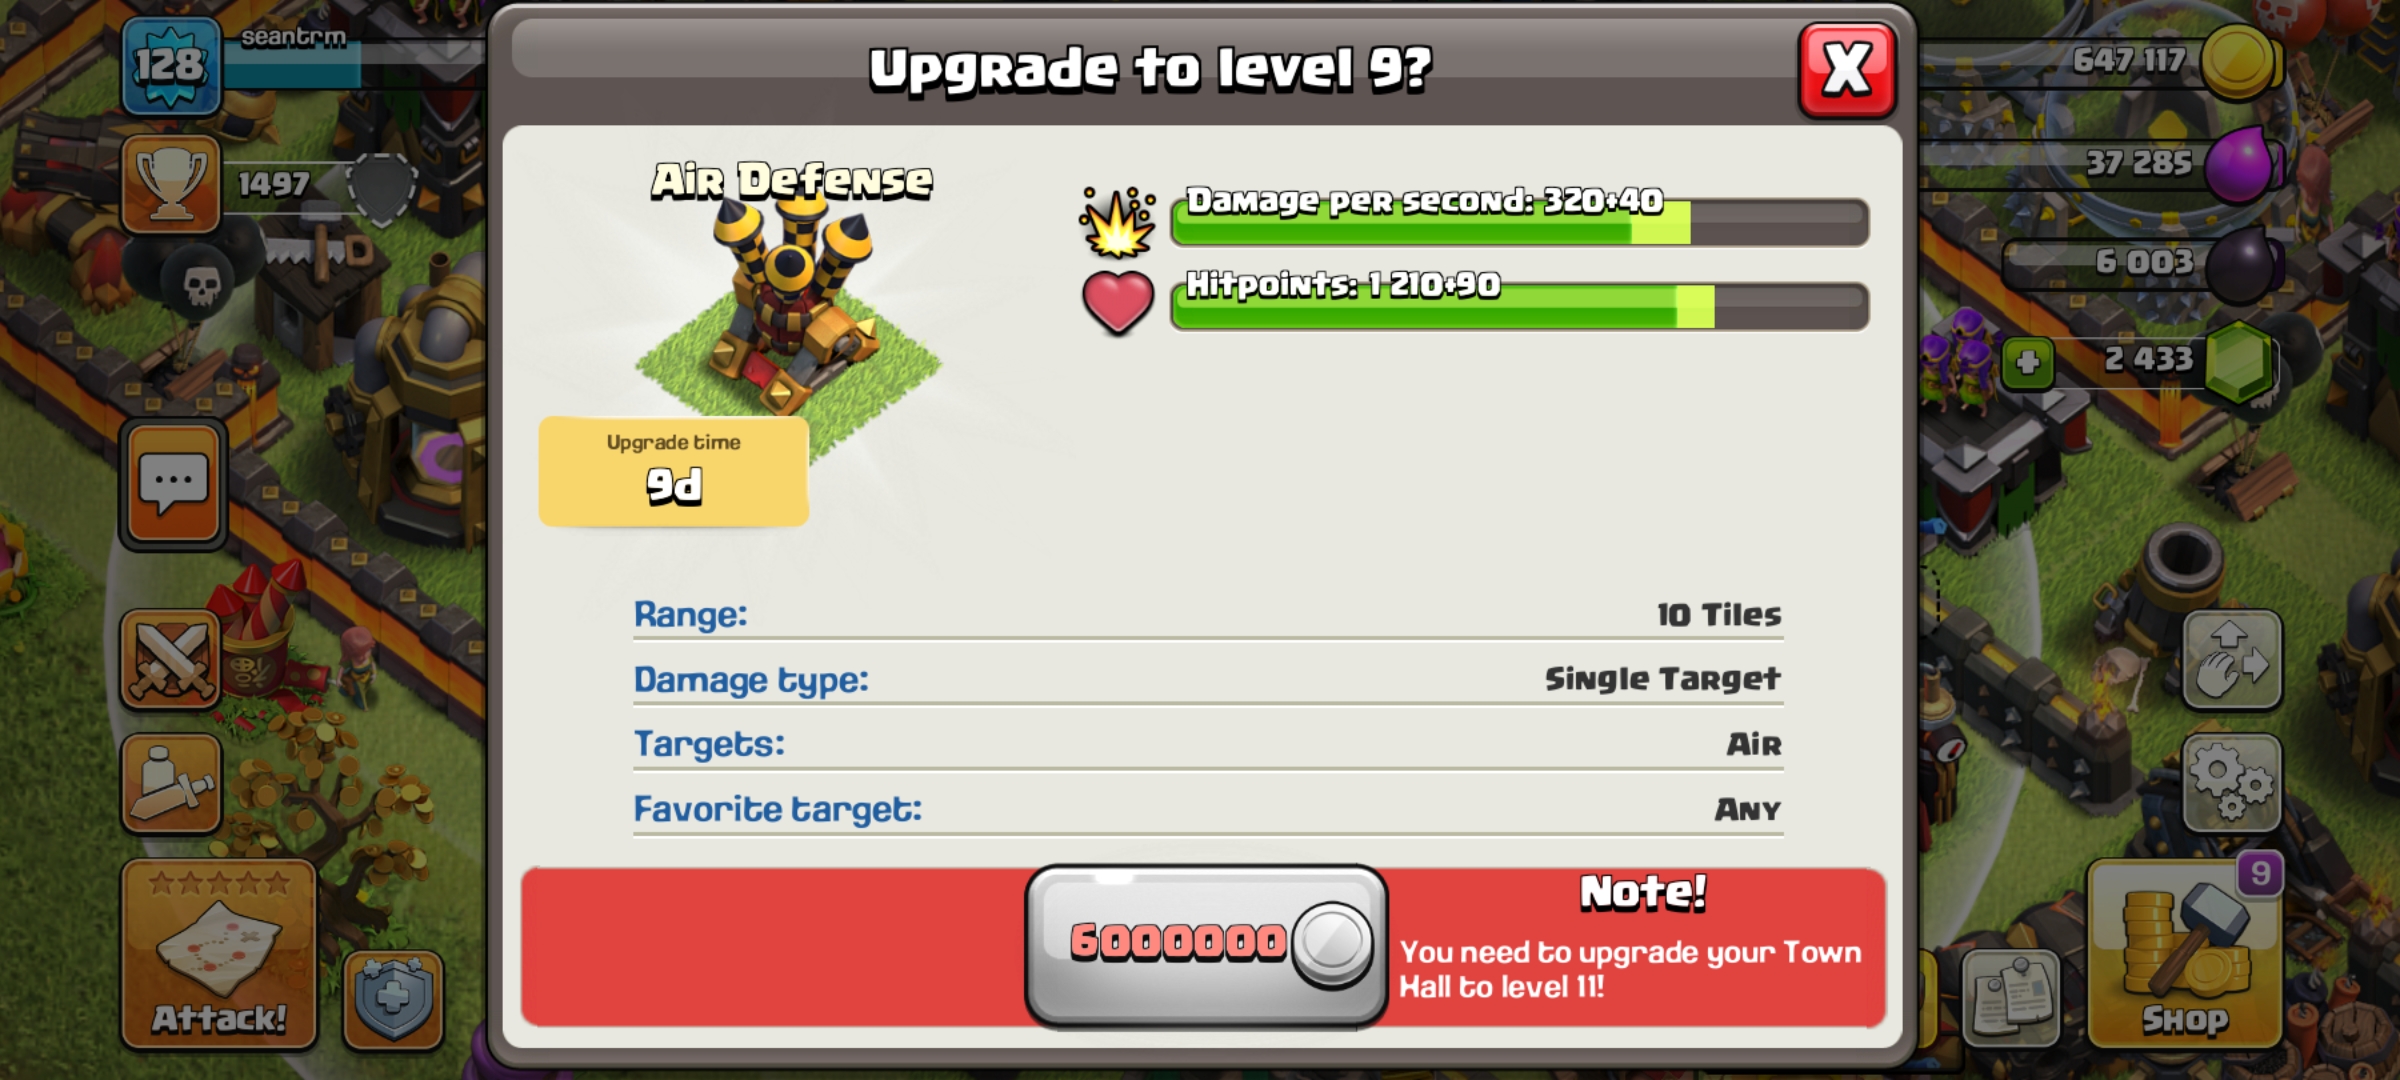 128
seantrm
1497
Attack!
Upgrade to level 9?
X
Air Defense
Damage per second: 320+40
Hitpoints: 1 210+90
Upgrade time
9d
Range: 10 Tiles
Damage type: Single Target
Targets: Air
Favorite target: Any
6000000
Note!
You need to upgrade your Town
Hall to level 11!
647 117
37 285
6 003
2 433
9
Shop